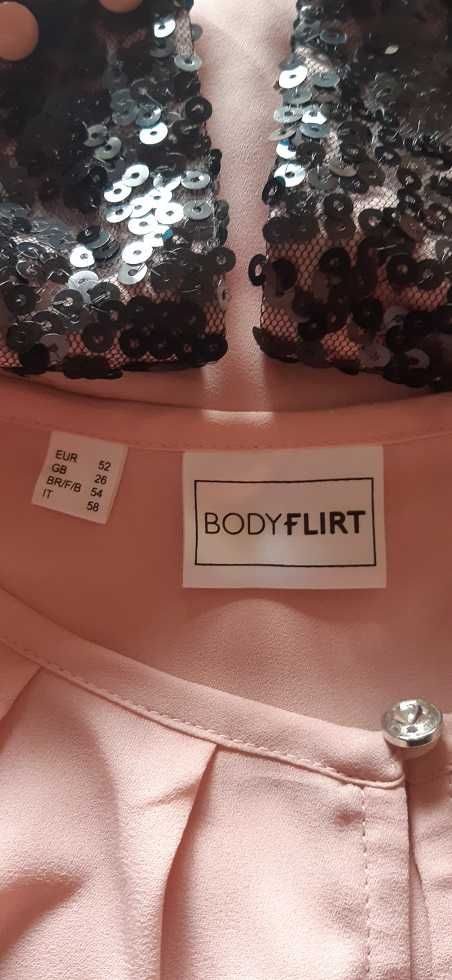 EUR 52
GB 26
BR/F/B 54
IT 58
BODYFLIRT